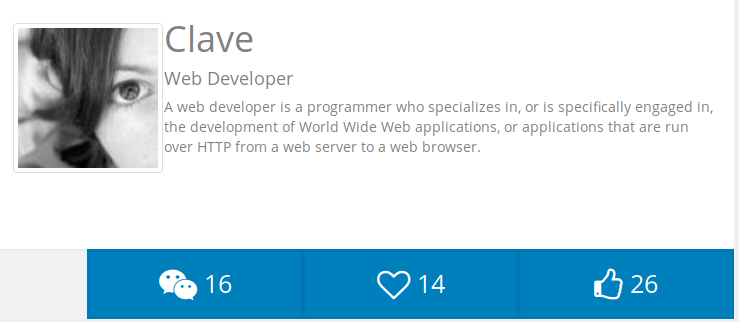 Clave
Web Developer
A web developer is a programmer who specializes in, or is specifically engaged in,
the development of World Wide Web applications, or applications that are run
over HTTP from a web server to a web browser.
16 14 26